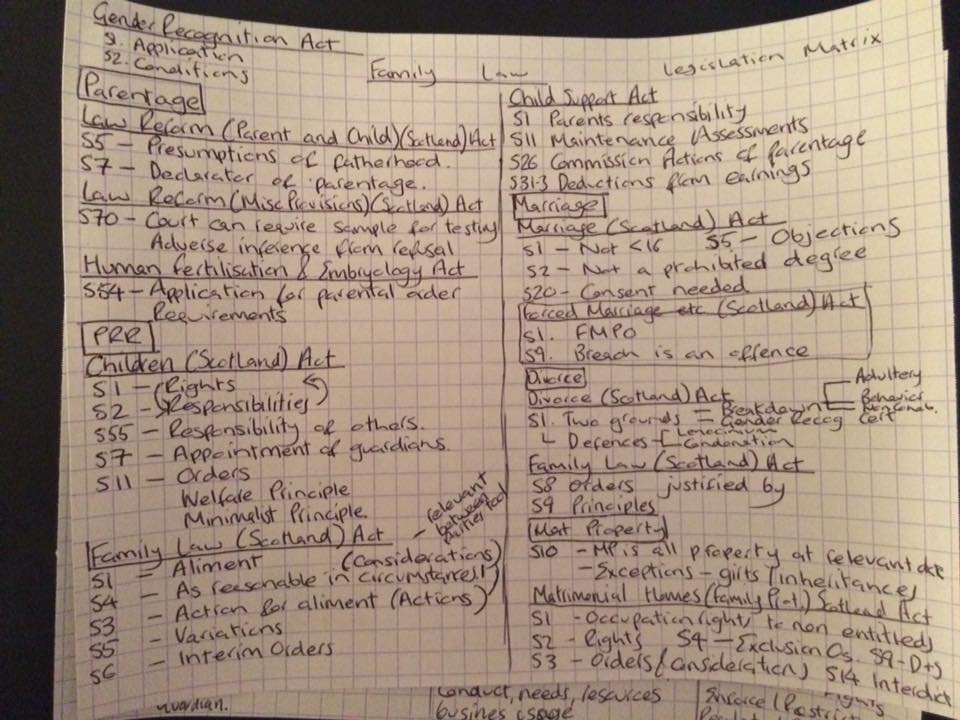 Gender Recognition Act
S1. Application
S2. Conditions
Family Law
Legislation Matrix
Parentage
Law Reform (Parent and Child) (Scotland) Act
S5 - Presumptions of fatherhood.
S7 - Declarator of parentage.
Law Reform (Misc Provisions) (Scotland) Act
S70 - Court can require sample for testing
Adverse inference from refusal
Human Fertilisation & Embryology Act
S54 - Application for parental order
Requirements
PRR
Children (Scotland) Act
S1 - Rights
S2 - Responsibilities
S55 - Responsibility of others.
S7 - Appointment of guardians.
S11 - Orders
Welfare Principle
Minimalist Principle
- relevant
between
parties too
Family Law (Scotland) Act
S1 - Aliment (Considerations)
S4 - As reasonable in circumstances!
S3 - Action for aliment (Actions)
S5 - Variations
S6 - Interim Orders
Child Support Act
S1 Parents responsibility
S11 Maintenance Assessments
S26 Commission Actions of parentage
S31-3 Deductions from earnings
Marriage
Marriage (Scotland) Act
S1 - Not <16 S5 - Objections
S2 - Not a prohibited degree
S20 - Consent needed
Forced Marriage etc (Scotland) Act
S1. FMPO
S9. Breach is an offence
Divorce
Adultery
Divorce (Scotland) Act
Behavior
Noncohab.
S1. Two grounds - Breakdown
- Gender Recog Cert
Defences - Lenocinium
- Condonation
Family Law (Scotland) Act
S8 Orders justified by
S9 Principles
Mat Property
S10 - MP is all property at relevant date
- Exceptions - gifts/inheritances
Matrimonial Homes (Family Prot.) Scotland Act
S1 - Occupation rights to non entitled
S2 - Rights S4 - Exclusion Os. S9 - D+S
S3 - Orders (consideration) S14 Interdict
guardian.
Conduct, needs, resources
business usage
Rights
Enforce/Restrict